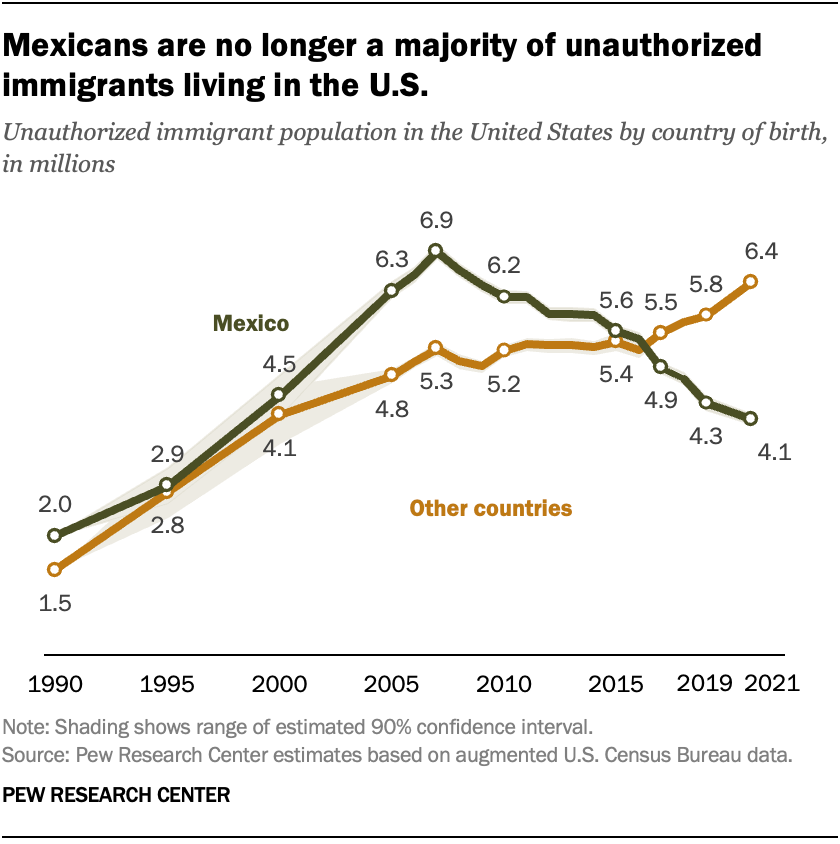 Mexicans are no longer a majority of unauthorized
immigrants living in the U.S.
Unauthorized immigrant population in the United States by country of birth,
in millions
6.9
6.4
6.3
6.2
5.8
5.6 5.5
Mexico
4.5
5.3
5.2
5.4
4.8
4.9
4.3
4.1
4.1
2.9
2.8
2.0
Other countries
1.5
1990 1995 2000 2005 2010 2015 2019 2021
Note: Shading shows range of estimated 90% confidence interval.
Source: Pew Research Center estimates based on augmented U.S. Census Bureau data.
PEW RESEARCH CENTER